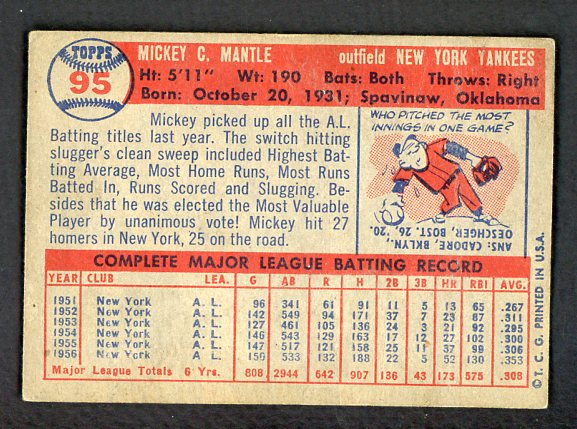 TOPPS
95
MICKEY C. MANTLE outfield NEW YORK YANKEES
Ht: 5'11" Wt: 190 Bats: Both Throws: Right
Born: October 20, 1931; Spavinaw, Oklahoma
Mickey picked up all the A.L.
Batting titles last year. The switch hitting
slugger's clean sweep included Highest Bat-
ting Average, Most Home Runs, Most Runs
Batted In, Runs Scored and Slugging. Be-
sides that he was elected the Most Valuable
Player by unanimous vote! Mickey hit 27
homers in New York, 25 on the road.
WHO PITCHED THE MOST
INNINGS IN ONE GAME?
ANS: CADORE, BKLYN.,
OESCHGER, BOST. 26, '20.
COMPLETE MAJOR LEAGUE BATTING RECORD
YEAR CLUB LEA. G AB R H 2B 3B HR RBI AVG.
1951 New York A. L. 96 341 61 91 11 5 13 65 .267
1952 New York A. L. 142 549 94 171 37 7 23 87 .311
1953 New York A. L. 127 461 105 136 24 3 21 92 .295
1954 New York A. L. 146 543 129 163 17 12 27 102 .300
1955 New York A. L. 147 517 121 158 25 11 37 99 .306
1956 New York A. L. 150 533 132 188 22 5 52 130 .353
Major League Totals 6 Yrs. 808 2944 642 907 136 43 173 575 .308
© T. C. G. PRINTED IN U.S.A.